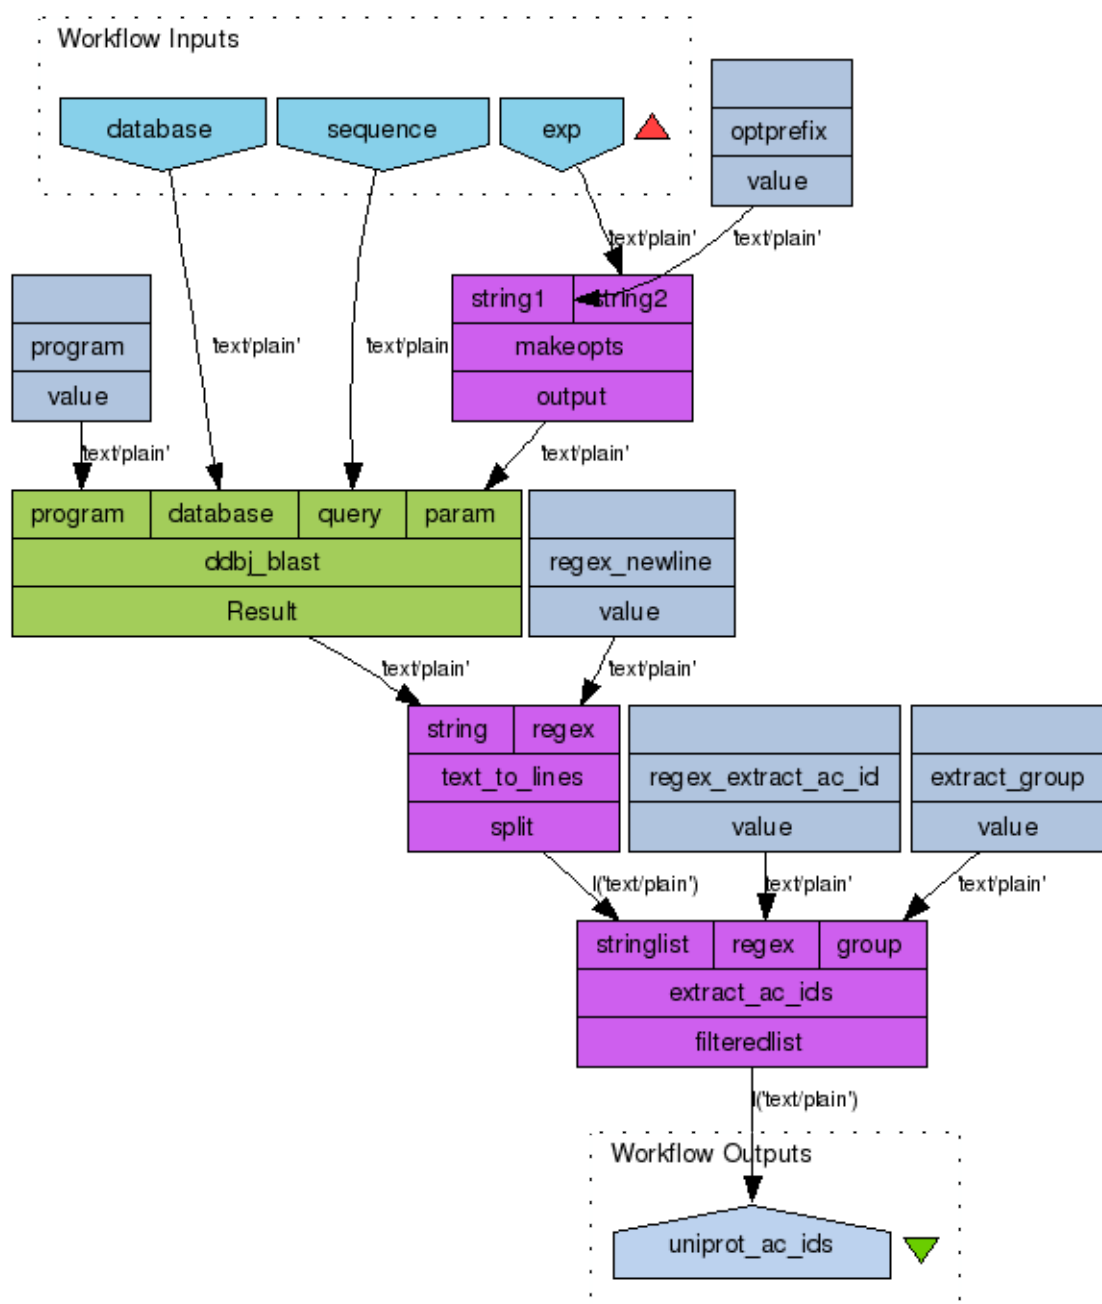 Workflow Inputs
database
sequence
exp
optprefix
value
'text/plain'
'text/plain'
string1
string2
program
value
'text/plain'
'text/plain
makeopts
output
'text/plain'
'text/plain'
program
database
query
param
ddbj_blast
Result
regex_newline
value
'text/plain'
'text/plain'
string
regex
text_to_lines
split
regex_extract_ac_id
value
extract_group
value
l('text/plain')
'text/plain'
'text/plain'
stringlist
regex
group
extract_ac_ids
filteredlist
l('text/plain')
Workflow Outputs
uniprot_ac_ids